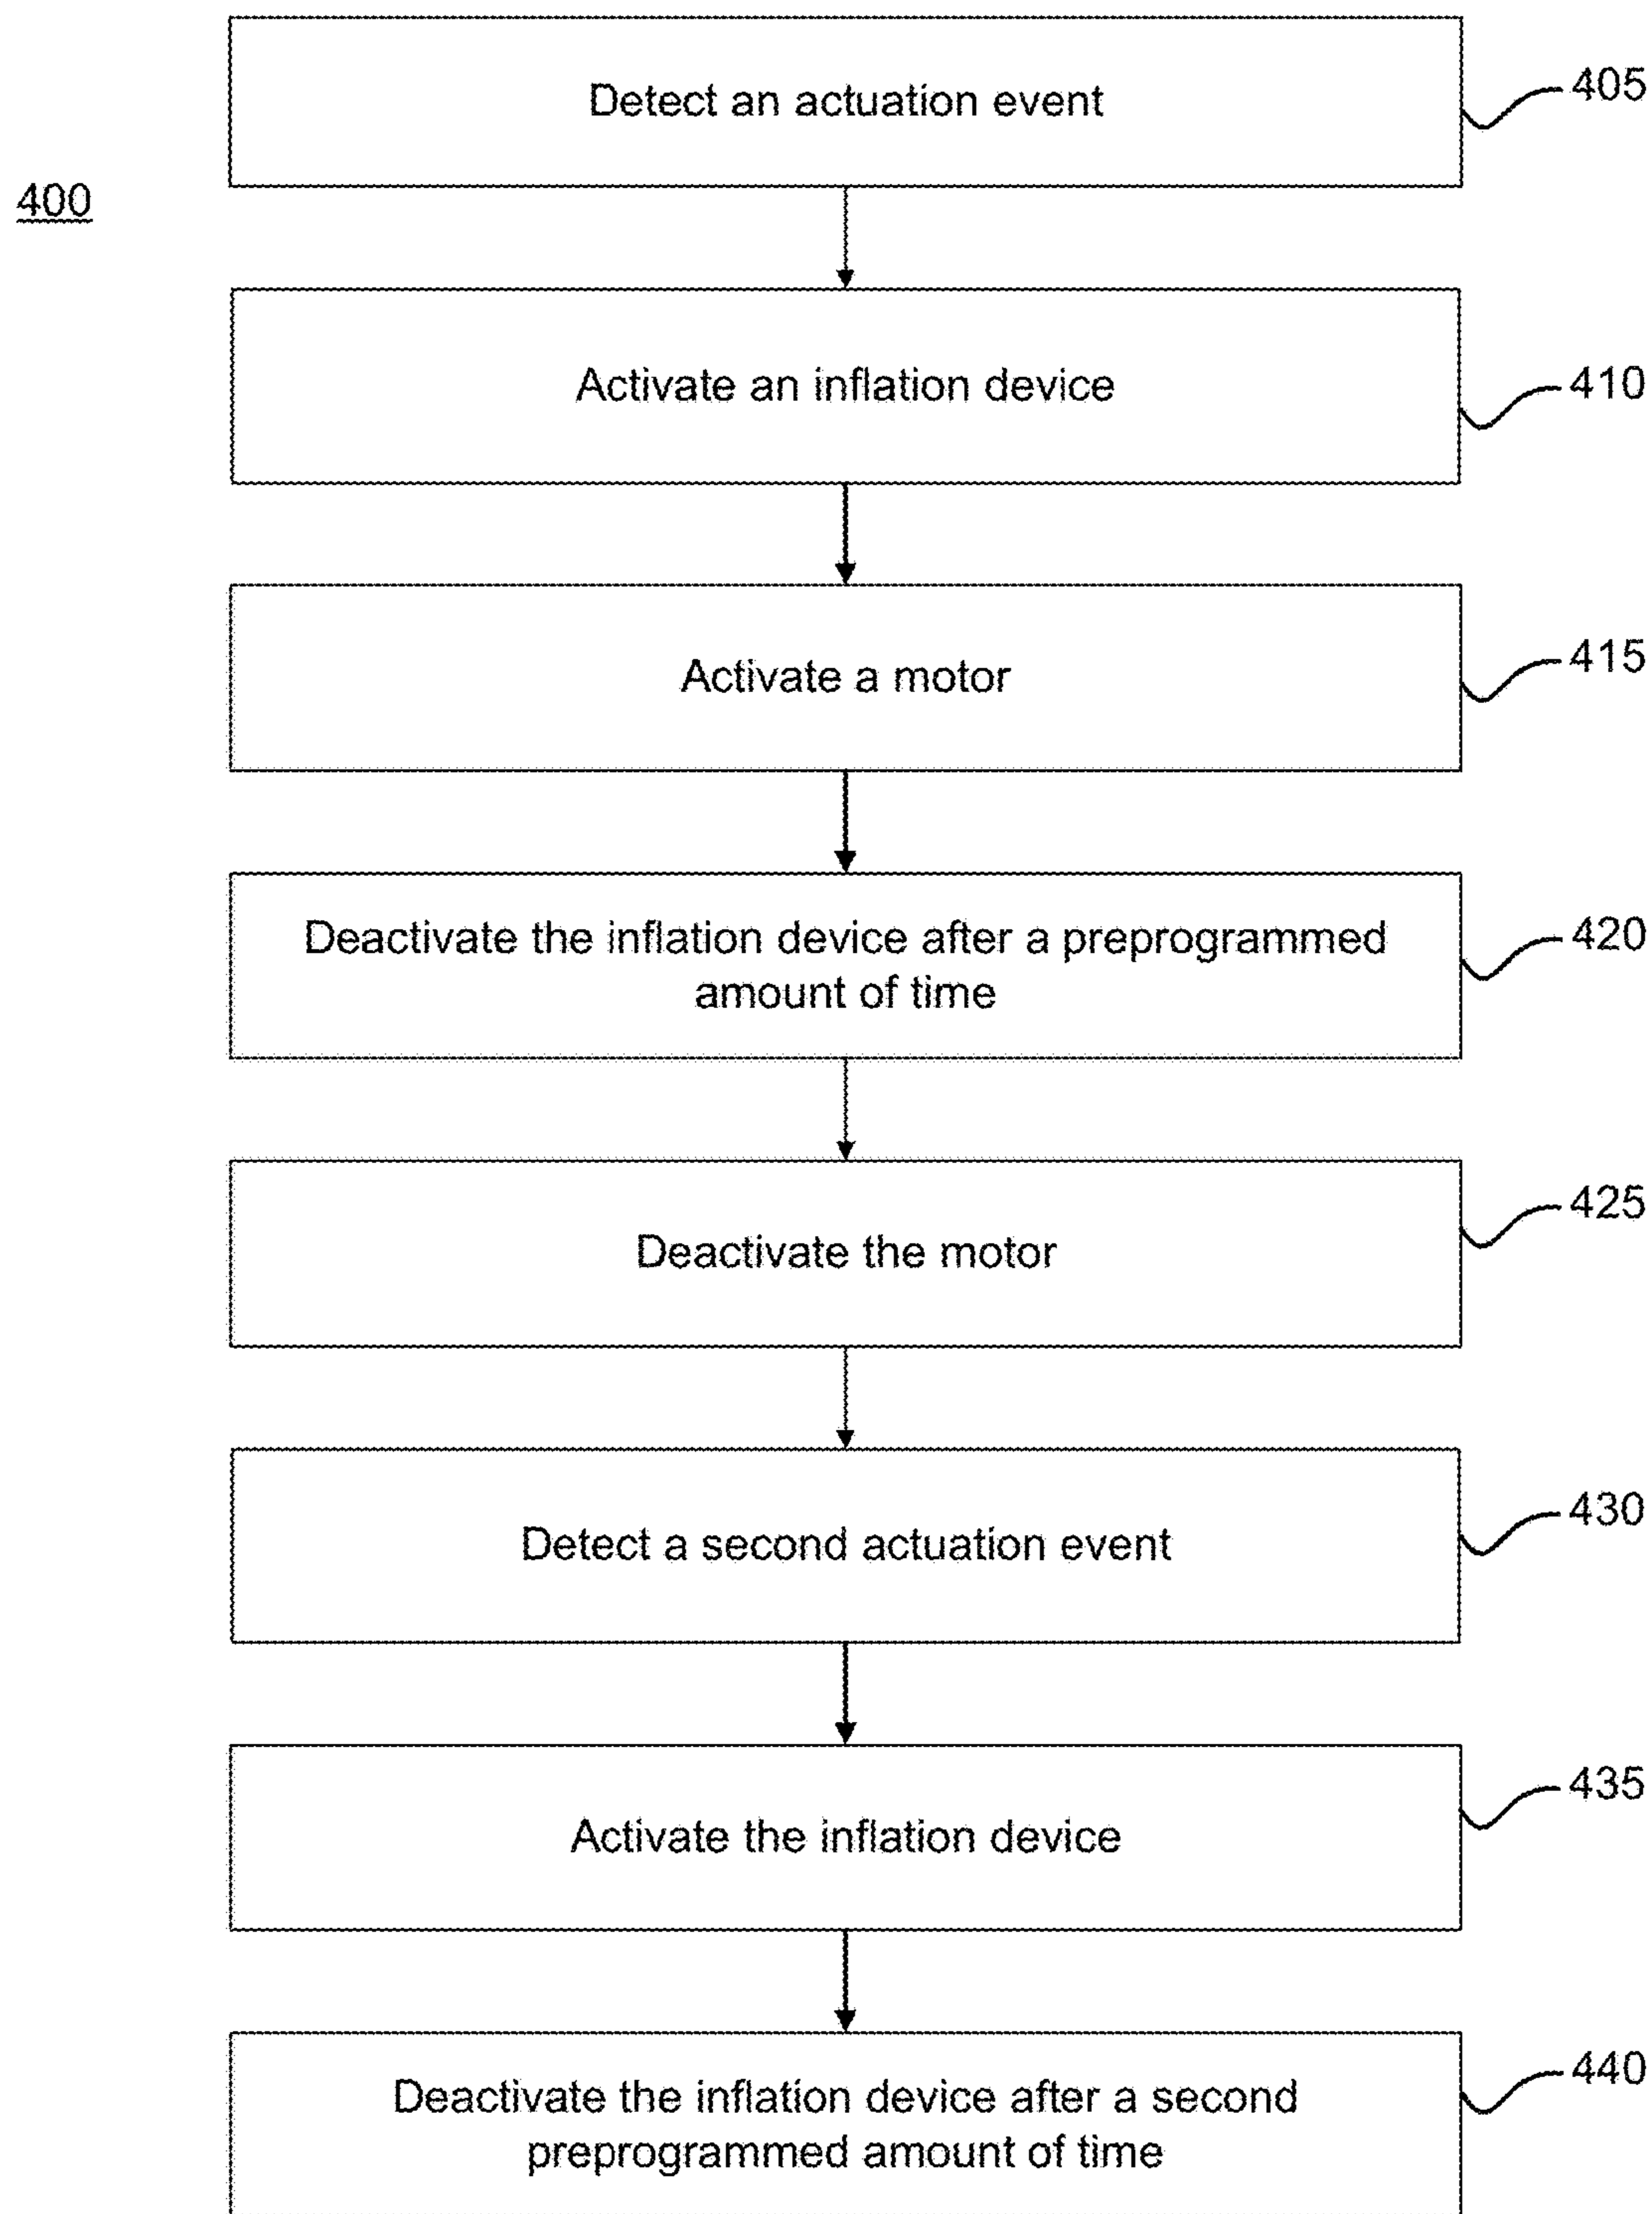 Detect an actuation event
405
400
Activate an inflation device
410
Activate a motor
415
Deactivate the inflation device after a preprogrammed
amount of time
420
Deactivate the motor
425
Detect a second actuation event
430
Activate the inflation device
435
Deactivate the inflation device after a second
preprogrammed amount of time
440